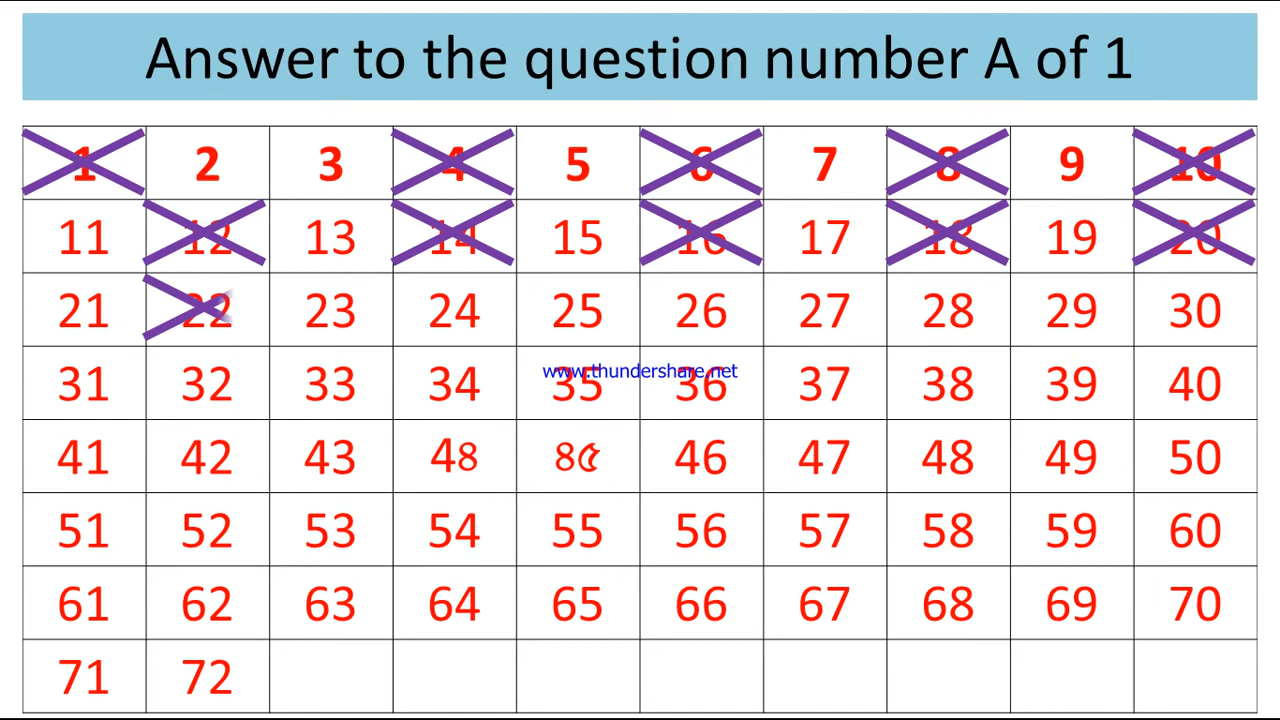 Answer to the question number A of 1
1 2 3 4 5 6 7 8 9 10
11 12 13 14 15 16 17 18 19 20
21 22 23 24 25 26 27 28 29 30
www.thundershare.net
31 32 33 34 35 36 37 38 39 40
41 42 43 4৪ ৪৫ 46 47 48 49 50
51 52 53 54 55 56 57 58 59 60
61 62 63 64 65 66 67 68 69 70
71 72